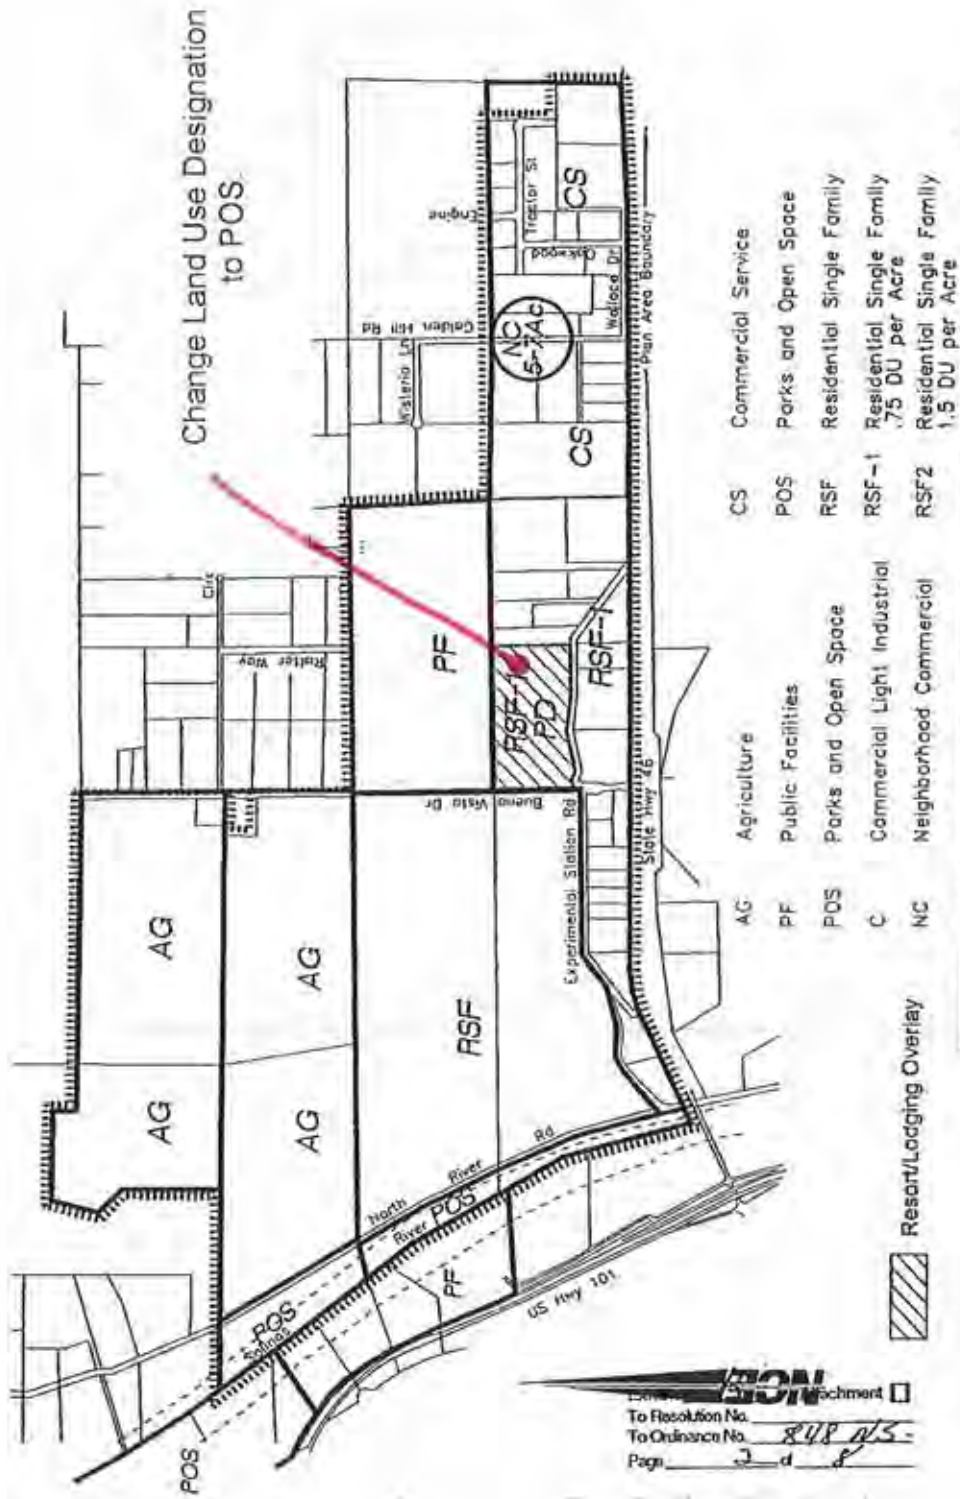 Change Land Use Designation
to POS
Engine
Tractor St
CS
Oakwood
Golden Hill Rd
Wisteria Ln
NC
5-7Ac
Wallace Dr
Plan Area Boundary
CS
Circ
Rutter Way
PF
RSF-1
PD
RSF-1
State Hwy 46
Buena Vista Dr
Experimental Station Rd
AG
AG
RSF
AG
AG
North River Rd
POS
River
PF
US Hwy 101
POS
Salinas
POS
AG Agriculture
PF Public Facilities
POS Parks and Open Space
C Commercial Light Industrial
NC Neighborhood Commercial
CS Commercial Service
POS Parks and Open Space
RSF Residential Single Family
RSF-1 Residential Single Family
.75 DU per Acre
RSF2 Residential Single Family
1.5 DU per Acre
Resort/Lodging Overlay
achment
To Resolution No.
To Ordinance No. 848 NS.
Page 2 of 8